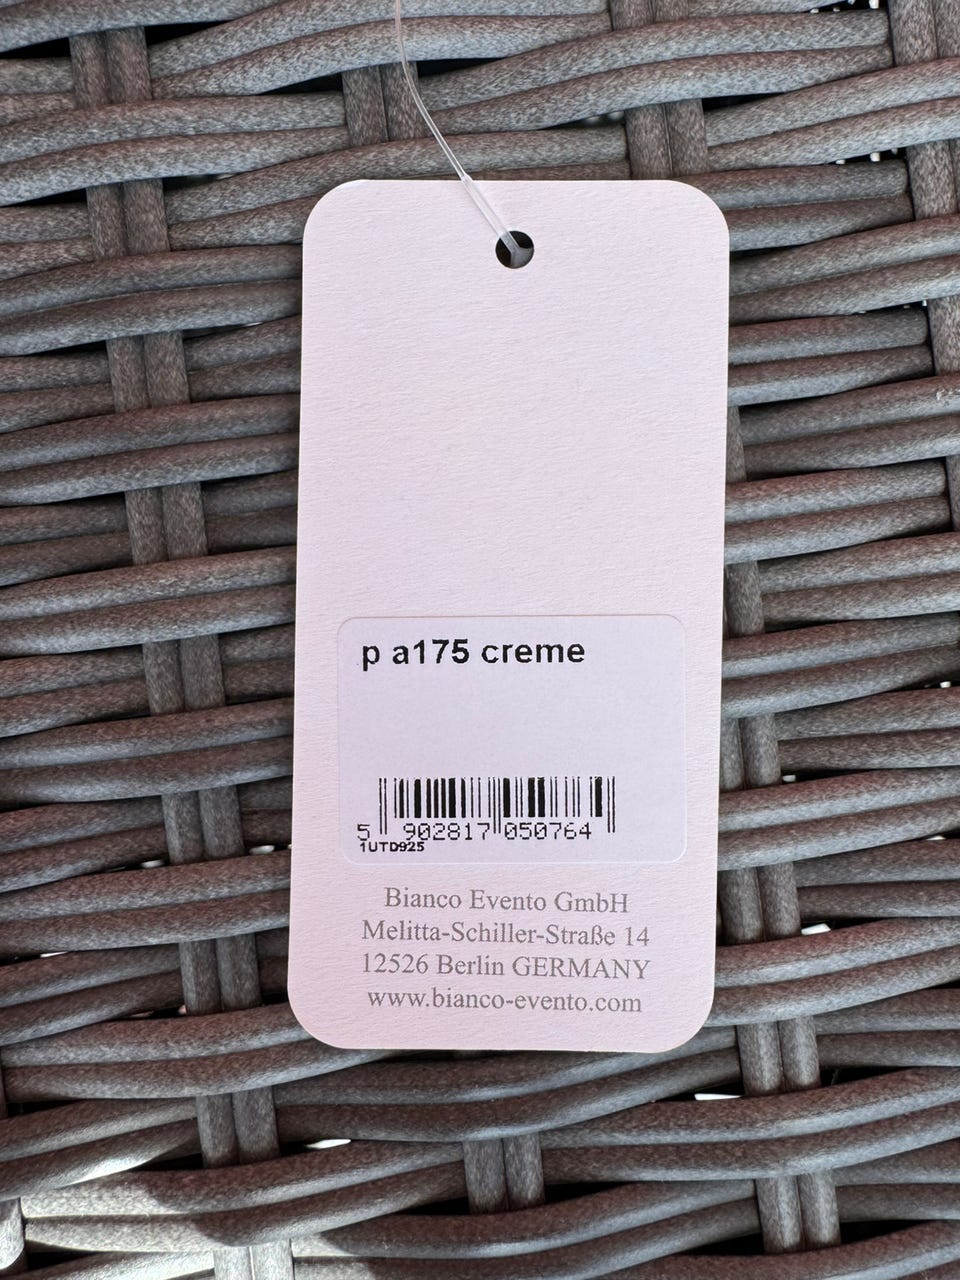 p a175 creme
5 902817 050764
1UTD925
Bianco Evento GmbH
Melitta-Schiller-Straße 14
12526 Berlin GERMANY
www.bianco-evento.com